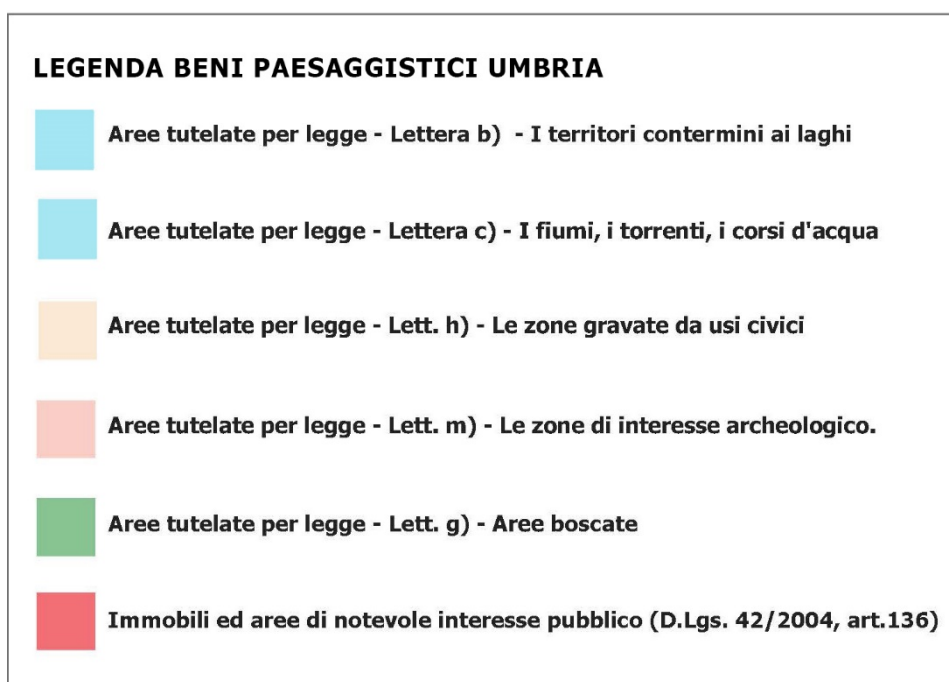 LEGENDA BENI PAESAGGISTICI UMBRIA
Aree tutelate per legge - Lettera b) - I territori contermini ai laghi
Aree tutelate per legge - Lettera c) - I fiumi, i torrenti, i corsi d'acqua
Aree tutelate per legge - Lett. h) - Le zone gravate da usi civici
Aree tutelate per legge - Lett. m) - Le zone di interesse archeologico.
Aree tutelate per legge - Lett. g) - Aree boscate
Immobili ed aree di notevole interesse pubblico (D.Lgs. 42/2004, art.136)